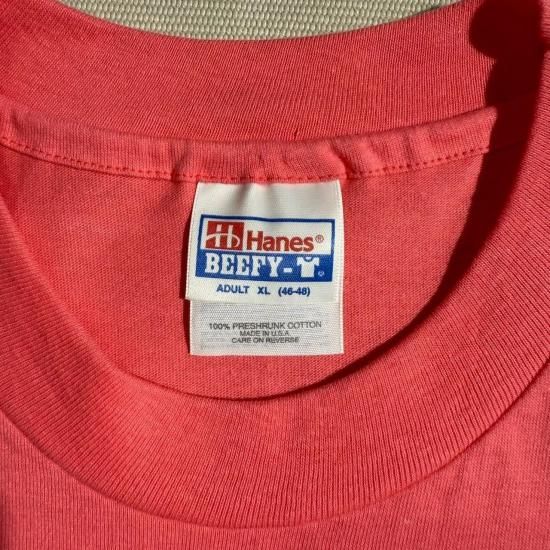 Hanes®
BEEFY-T®
ADULT XL (46-48)
100% PRESHRUNK COTTON
MADE IN U.S.A.
CARE ON REVERSE